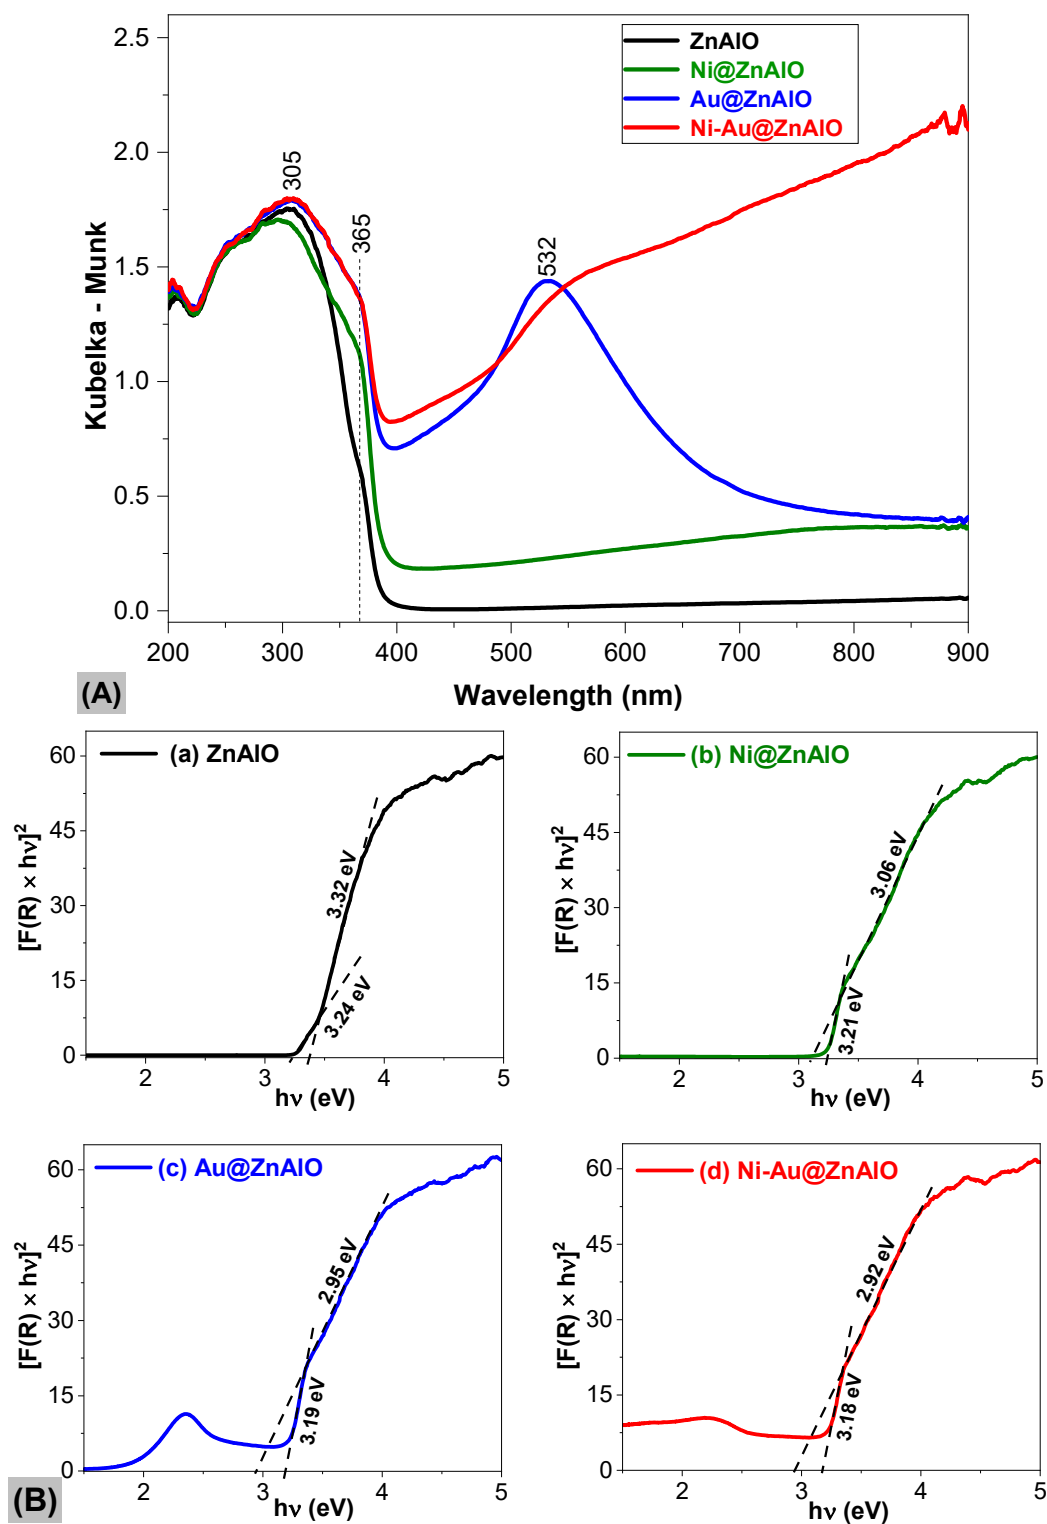 ZnAlO
Ni@ZnAlO
Au@ZnAlO
Ni-Au@ZnAlO
2.5
2.0
1.5
1.0
0.5
0.0
Kubelka - Munk
305
365
532
200 300 400 500 600 700 800 900
Wavelength (nm)
(A)
(a) ZnAlO
60
45
30
15
0
[F(R) × hν]²
3.32 eV
3.24 eV
2 3 4 5
hν (eV)
(b) Ni@ZnAlO
60
45
30
15
0
[F(R) × hν]²
3.06 eV
3.21 eV
2 3 4 5
hν (eV)
(c) Au@ZnAlO
60
45
30
15
0
[F(R) × hν]²
2.95 eV
3.19 eV
2 3 4 5
hν (eV)
(d) Ni-Au@ZnAlO
60
45
30
15
0
[F(R) × hν]²
2.92 eV
3.18 eV
2 3 4 5
hν (eV)
(B)